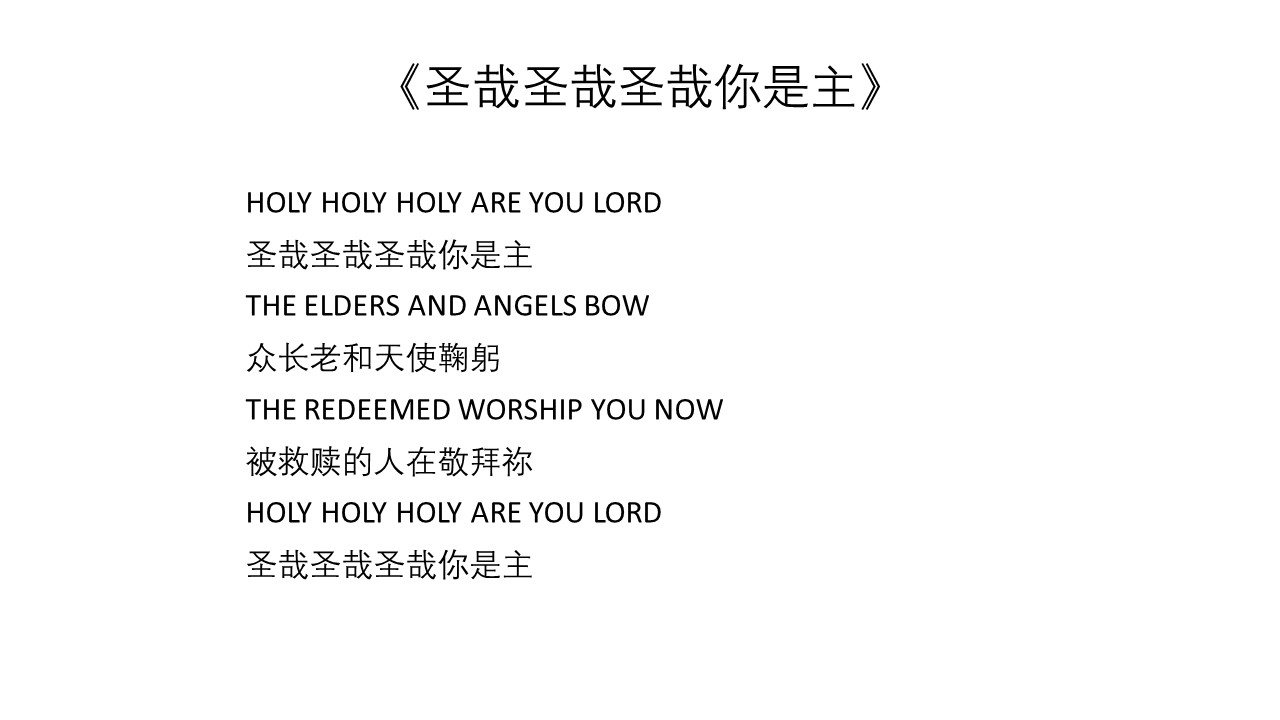 《圣哉圣哉圣哉你是主》
HOLY HOLY HOLY ARE YOU LORD
圣哉圣哉圣哉你是主
THE ELDERS AND ANGELS BOW
众长老和天使鞠躬
THE REDEEMED WORSHIP YOU NOW
被救赎的人在敬拜祢
HOLY HOLY HOLY ARE YOU LORD
圣哉圣哉圣哉你是主